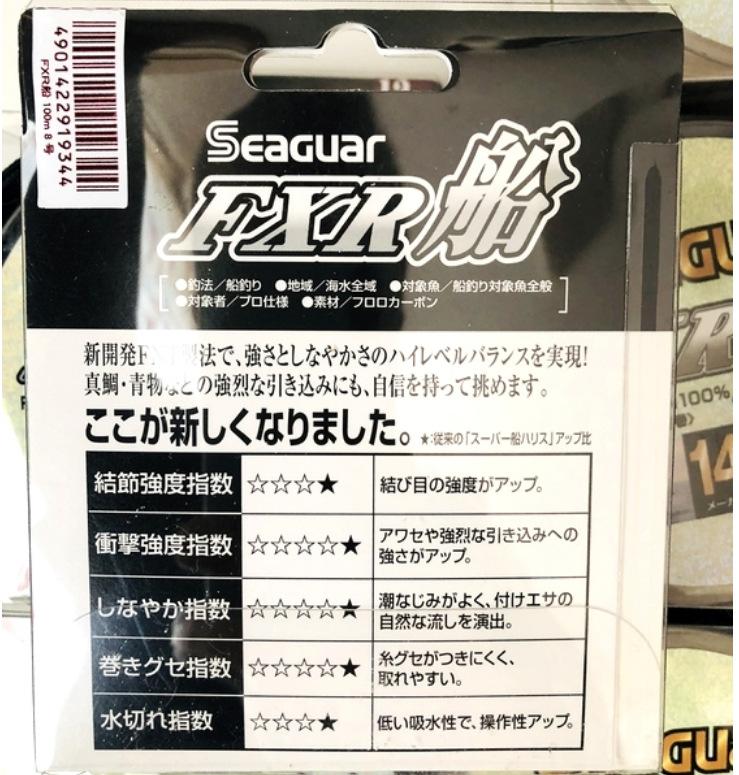 4901422919344
FXR船 100m 8号
Seaguar
FXR船
●釣法／船釣り ●地域／海水全域 ●対象魚／船釣り対象魚全般
●対象者／プロ仕様 ●素材／フロロカーボン
新開発F 製法で、強さとしなやかさのハイレベルバランスを実現!
真鯛・青物などの強烈な引き込みにも、自信を持って挑めます。
ここが新しくなりました。 ★:従来の「スーパー船ハリス」アップ比
結節強度指数 ☆☆☆★ 結び目の強度がアップ。
衝撃強度指数 ☆☆☆☆★ アワセや強烈な引き込みへの
強さがアップ。
しなやか指数 ☆☆☆☆★ 潮なじみがよく、付けエサの
自然な流しを演出。
巻きグセ指数 ☆☆☆☆★ 糸グセがつきにくく、
取れやすい。
水切れ指数 ☆☆☆★ 低い吸水性で、操作性アップ。
GU
R
100%
14
メー
GU